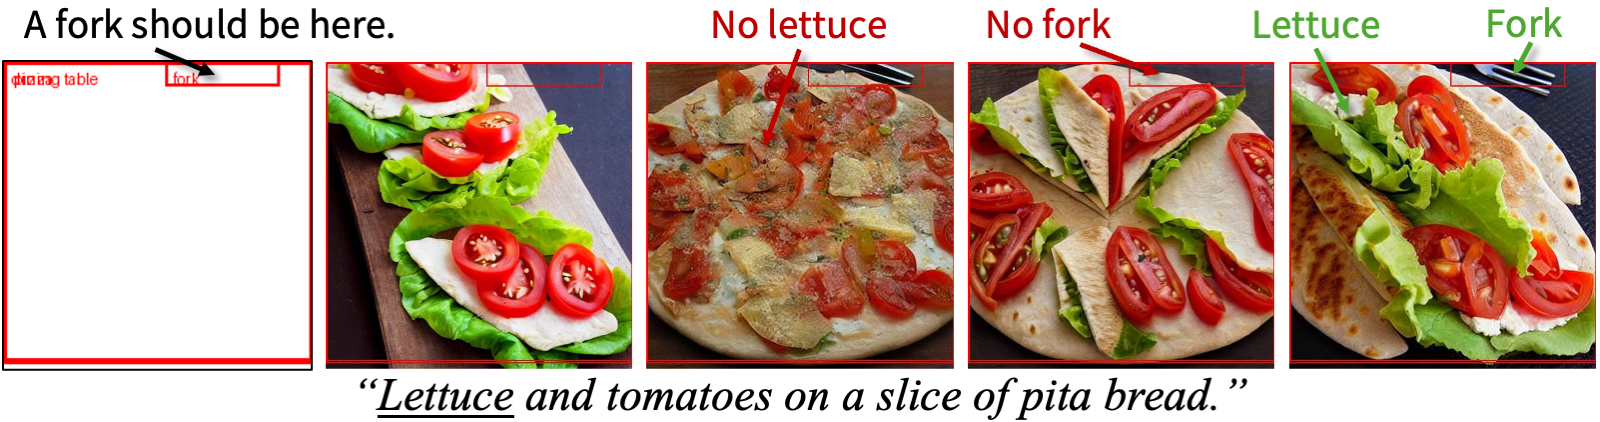 A fork should be here.
No lettuce
No fork
Lettuce
Fork
dining table
fork
“Lettuce and tomatoes on a slice of pita bread.”